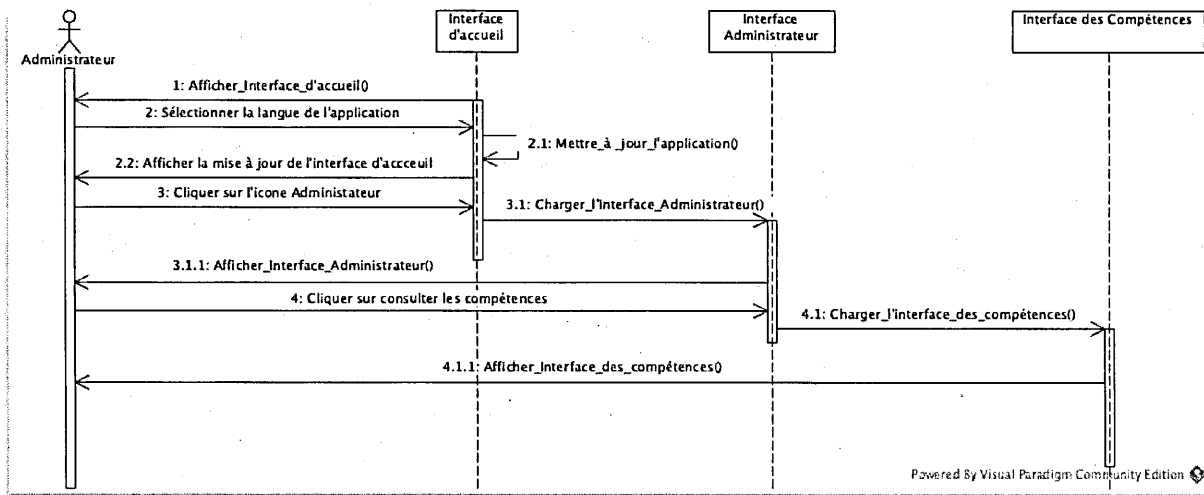 Administrateur
Interface
d'accueil
Interface
Administrateur
Interface des Compétences
1: Afficher_Interface_d'accueil()
2: Sélectionner la langue de l'application
2.1: Mettre_à _jour_l'application()
2.2: Afficher la mise à jour de l'interface d'accceuil
3: Cliquer sur l'icone Administateur
3.1: Charger_l'Interface_Administrateur()
3.1.1: Afficher_Interface_Administrateur()
4: Cliquer sur consulter les compétences
4.1: Charger_l'interface_des_compétences()
4.1.1: Afficher_Interface_des_compétences()
Powered By Visual Paradigm Community Edition